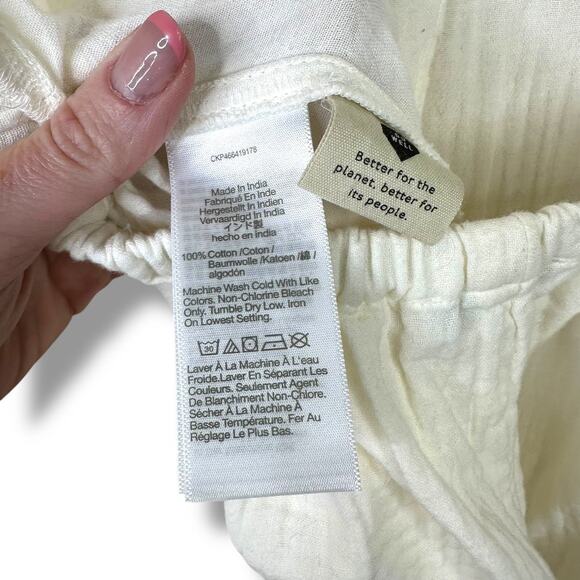 CKP466419178
Made In India
Fabriqué En Inde
Hergestellt In Indien
Vervaardigd In India
インド製
hecho en india
100% Cotton /Coton /
Baumwolle /Katoen /綿 /
algodón
Machine Wash Cold With Like
Colors. Non-Chlorine Bleach
Only. Tumble Dry Low. Iron
On Lowest Setting.
30
Laver À La Machine À L'eau
Froide.Laver En Séparant Les
Couleurs. Seulement Agent
De Blanchiment Non-Chlore.
Sécher À La Machine À
Basse Température. Fer Au
Réglage Le Plus Bas.
WELL
Better for the
planet, better for
its people.